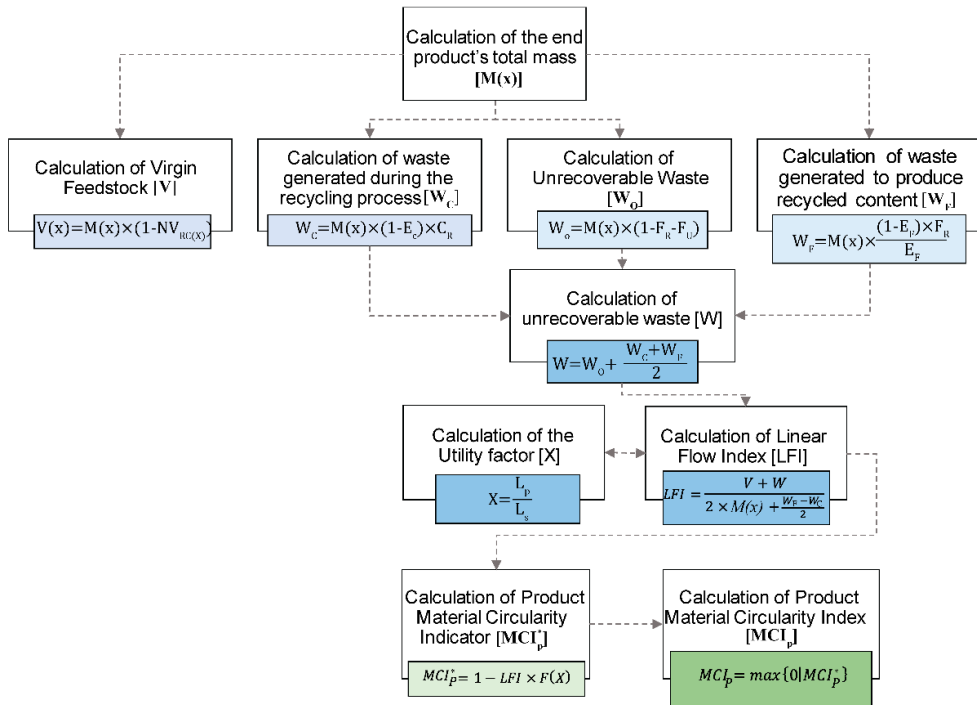 Calculation of the end
product's total mass
[M(x)]
Calculation of Virgin
Feedstock |V|
V(x)=M(x)×(1-NV_RC(X))
Calculation of waste
generated during the
recycling process[W_C]
W_C=M(x)×(1-E_c)×C_R
Calculation of
Unrecoverable Waste
[W_O]
W_o=M(x)×(1-F_R-F_U)
Calculation of waste
generated to produce
recycled content [W_F]
W_F=M(x)×(1-E_F)×F_R/E_F
Calculation of
unrecoverable waste [W]
W=W_O+ W_C+W_F/2
Calculation of the
Utility factor [X]
X=L_p/L_s
Calculation of Linear
Flow Index [LFI]
LFI = V + W/2 × M(x) + W_F−W_C/2
Calculation of Product
Material Circularity
Indicator [MCI*_p]
MCI*_P= 1 − LFI × F(X)
Calculation of Product
Material Circularity Index
[MCI_p]
MCI_P = max{0|MCI*_P}